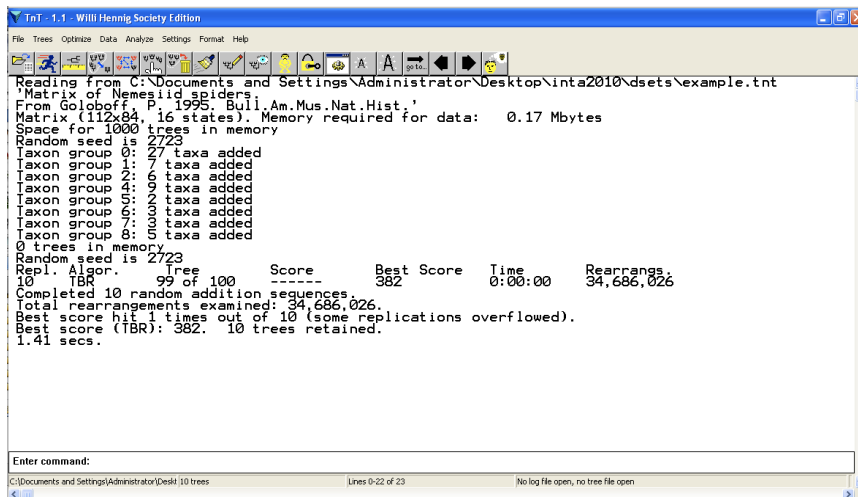 TnT - 1.1 - Willi Hennig Society Edition
File Trees Optimize Data Analyze Settings Format Help
A A go to..
Reading from C:\Documents and Settings\Administrator\Desktop\inta2010\dsets\example.tnt
'Matrix of Nemesiid spiders.
From Goloboff, P. 1995. Bull.Am.Mus.Nat.Hist.'
Matrix (112x84, 16 states). Memory required for data: 0.17 Mbytes
Space for 1000 trees in memory
Random seed is 2723
Taxon group 0: 27 taxa added
Taxon group 1: 7 taxa added
Taxon group 2: 6 taxa added
Taxon group 4: 9 taxa added
Taxon group 5: 2 taxa added
Taxon group 6: 3 taxa added
Taxon group 7: 3 taxa added
Taxon group 8: 5 taxa added
0 trees in memory
Random seed is 2723
Repl. Algor. Tree Score Best Score Time Rearrangs.
10 TBR 99 of 100 ------ 382 0:00:00 34,686,026
Completed 10 random addition sequences.
Total rearrangements examined: 34,686,026.
Best score hit 1 times out of 10 (some replications overflowed).
Best score (TBR): 382. 10 trees retained.
1.41 secs.
Enter command:
C:\Documents and Settings\Administrator\Deskt 10 trees Lines 0-22 of 23 No log file open, no tree file open